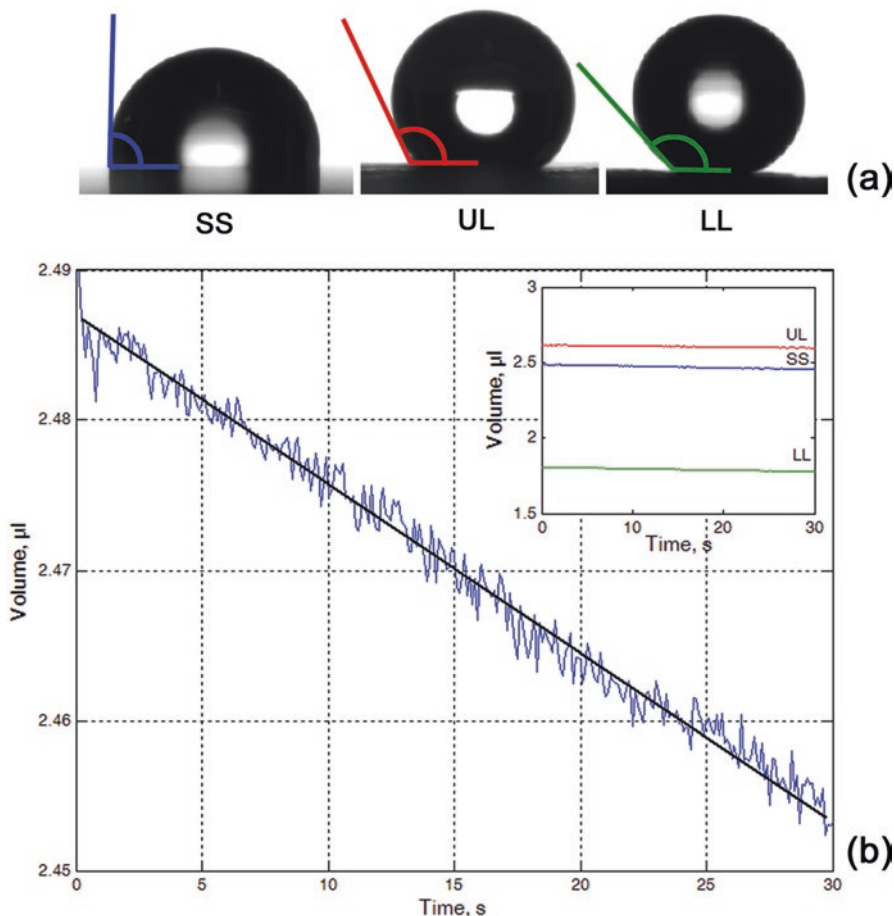 (a)
SS UL LL
2.49
2.48
2.47
2.46
2.45
Volume, µl
0 5 10 15 20 25 30
Time, s
3
2.5
2
1.5
Volume, µl
UL
SS
LL
0 10 20 30
Time, s
(b)